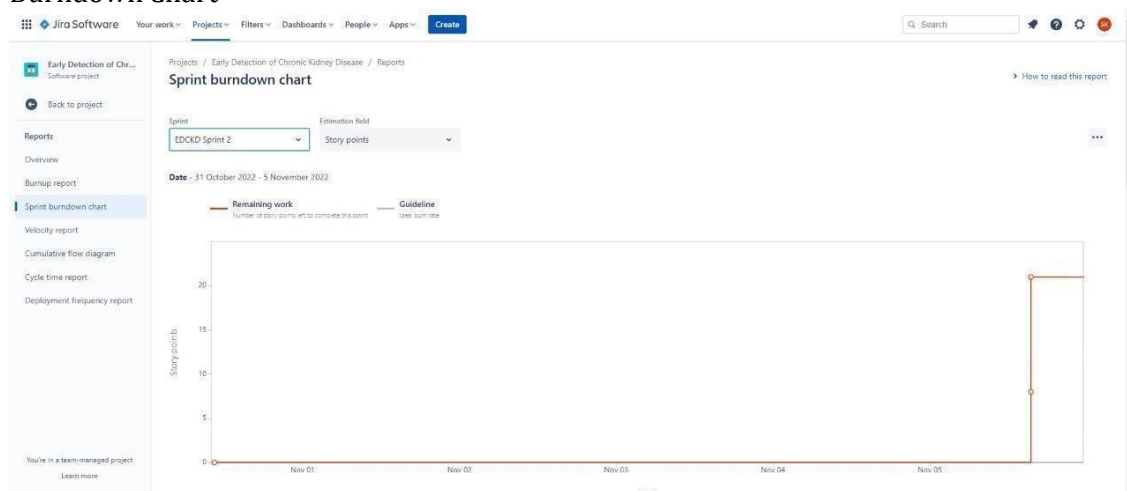 Burndown Chart
Jira Software Your work Projects Filters Dashboards People Apps Create Search SK
Early Detection of Chr...
Software project
Back to project
Reports
Overview
Burnup report
Sprint burndown chart
Velocity report
Cumulative flow diagram
Cycle time report
Deployment frequency report
You're in a team-managed project
Learn more
Projects / Early Detection of Chronic Kidney Disease / Reports
Sprint burndown chart
How to read this report
Sprint Estimation field
EDCKD Sprint 2 Story points
Date - 31 October 2022 - 5 November 2022
Remaining work Guideline
Number of story points left to complete this sprint Ideal burn rate
Story points
20
15
10
5
0
Nov 01 Nov 02 Nov 03 Nov 04 Nov 05